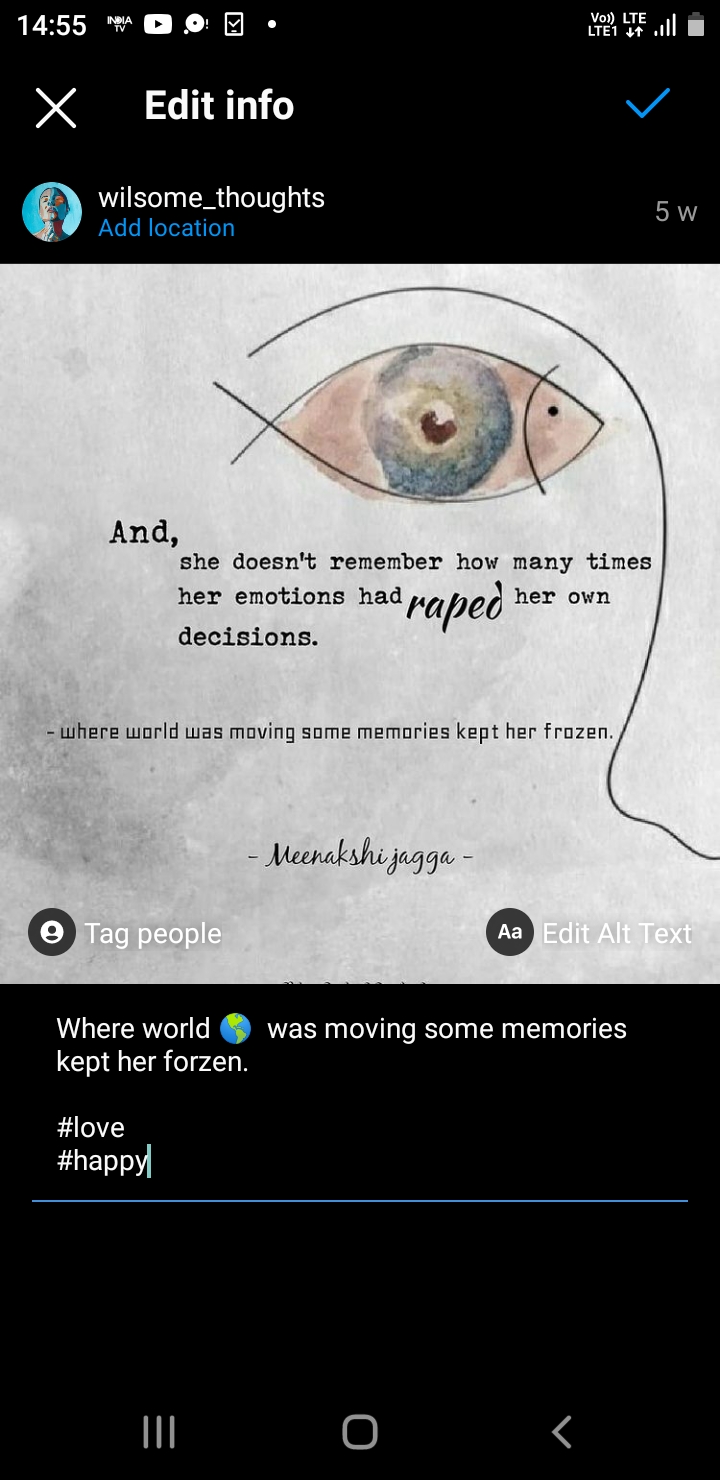 14:55 INDIA TV Vo)) LTE LTE1
Edit info
wilsome_thoughts
Add location
5 w
And,
she doesn't remember how many times
her emotions had raped her own
decisions.
- where world was moving some memories kept her frozen.
- Meenakshi jagga -
Tag people
Aa Edit Alt Text
Where world 🌎 was moving some memories
kept her forzen.
#love
#happy